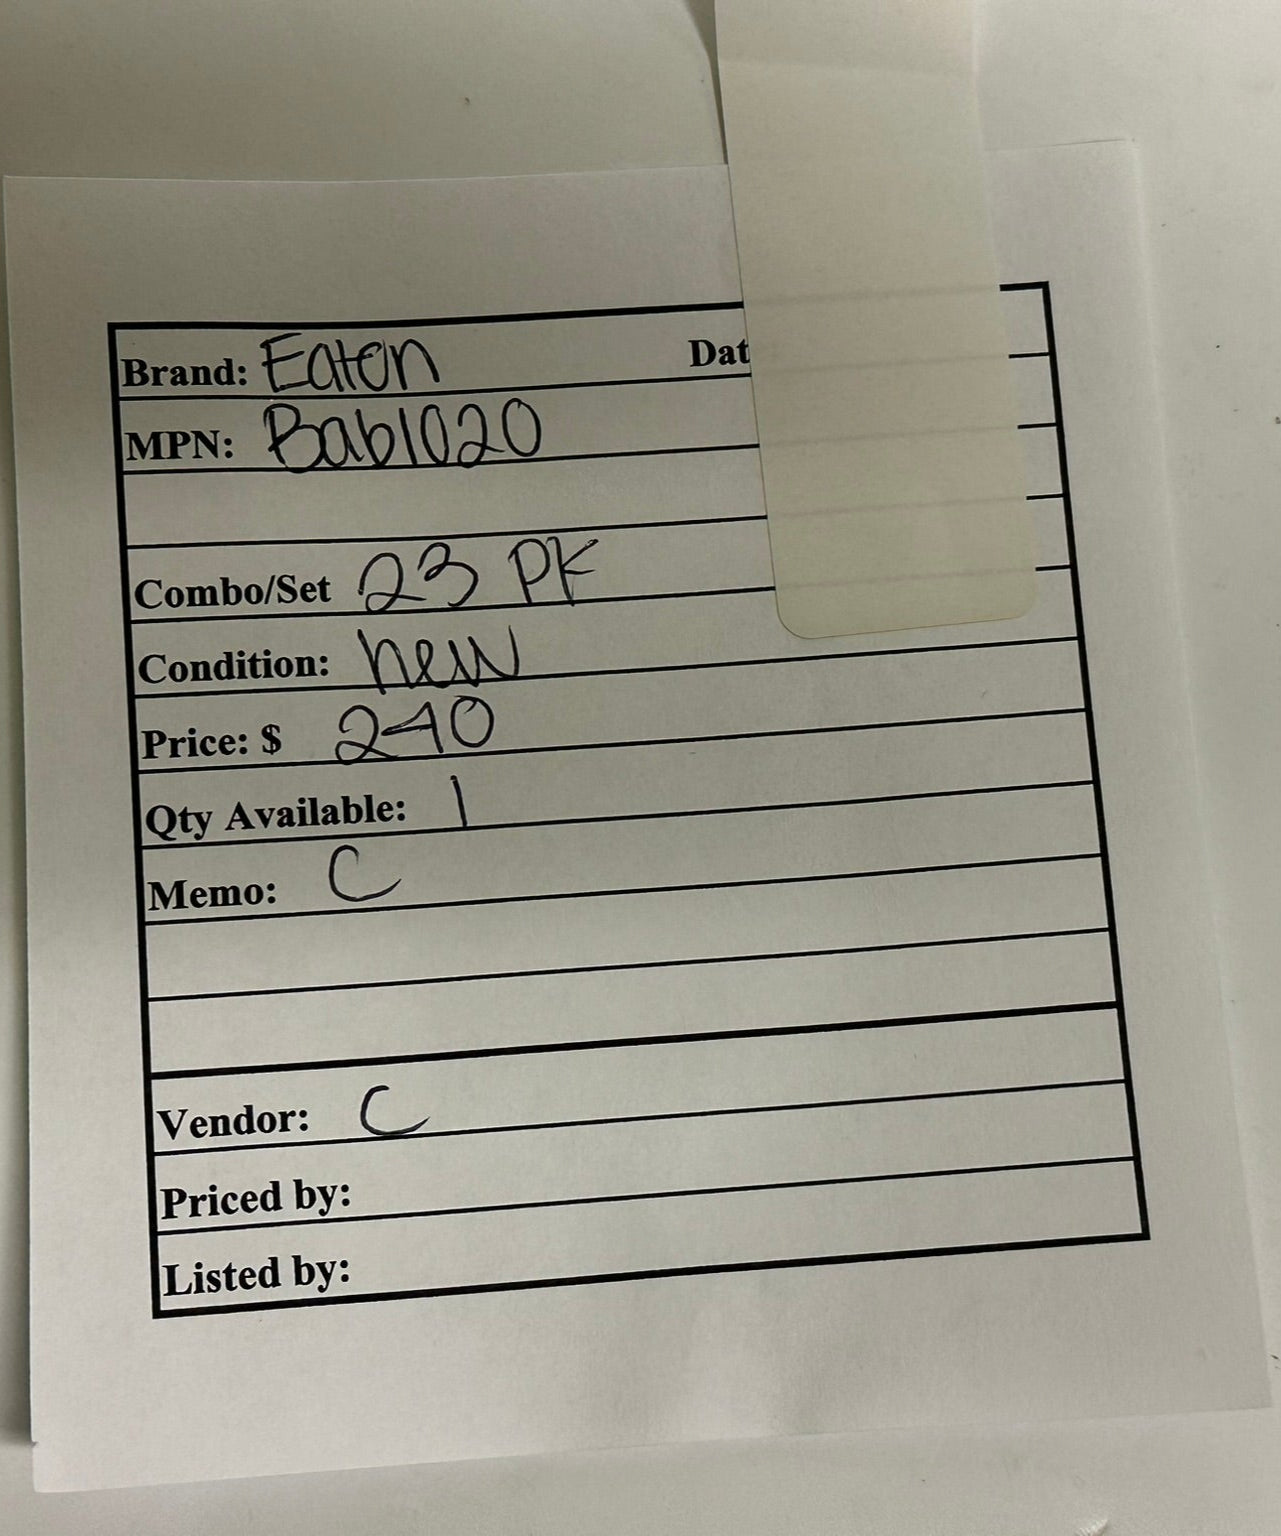 Brand: Eaton Dat
MPN: Bab1020
Combo/Set 23 PK
Condition: new
Price: $ 240
Qty Available: 1
Memo: C
Vendor: C
Priced by:
Listed by: